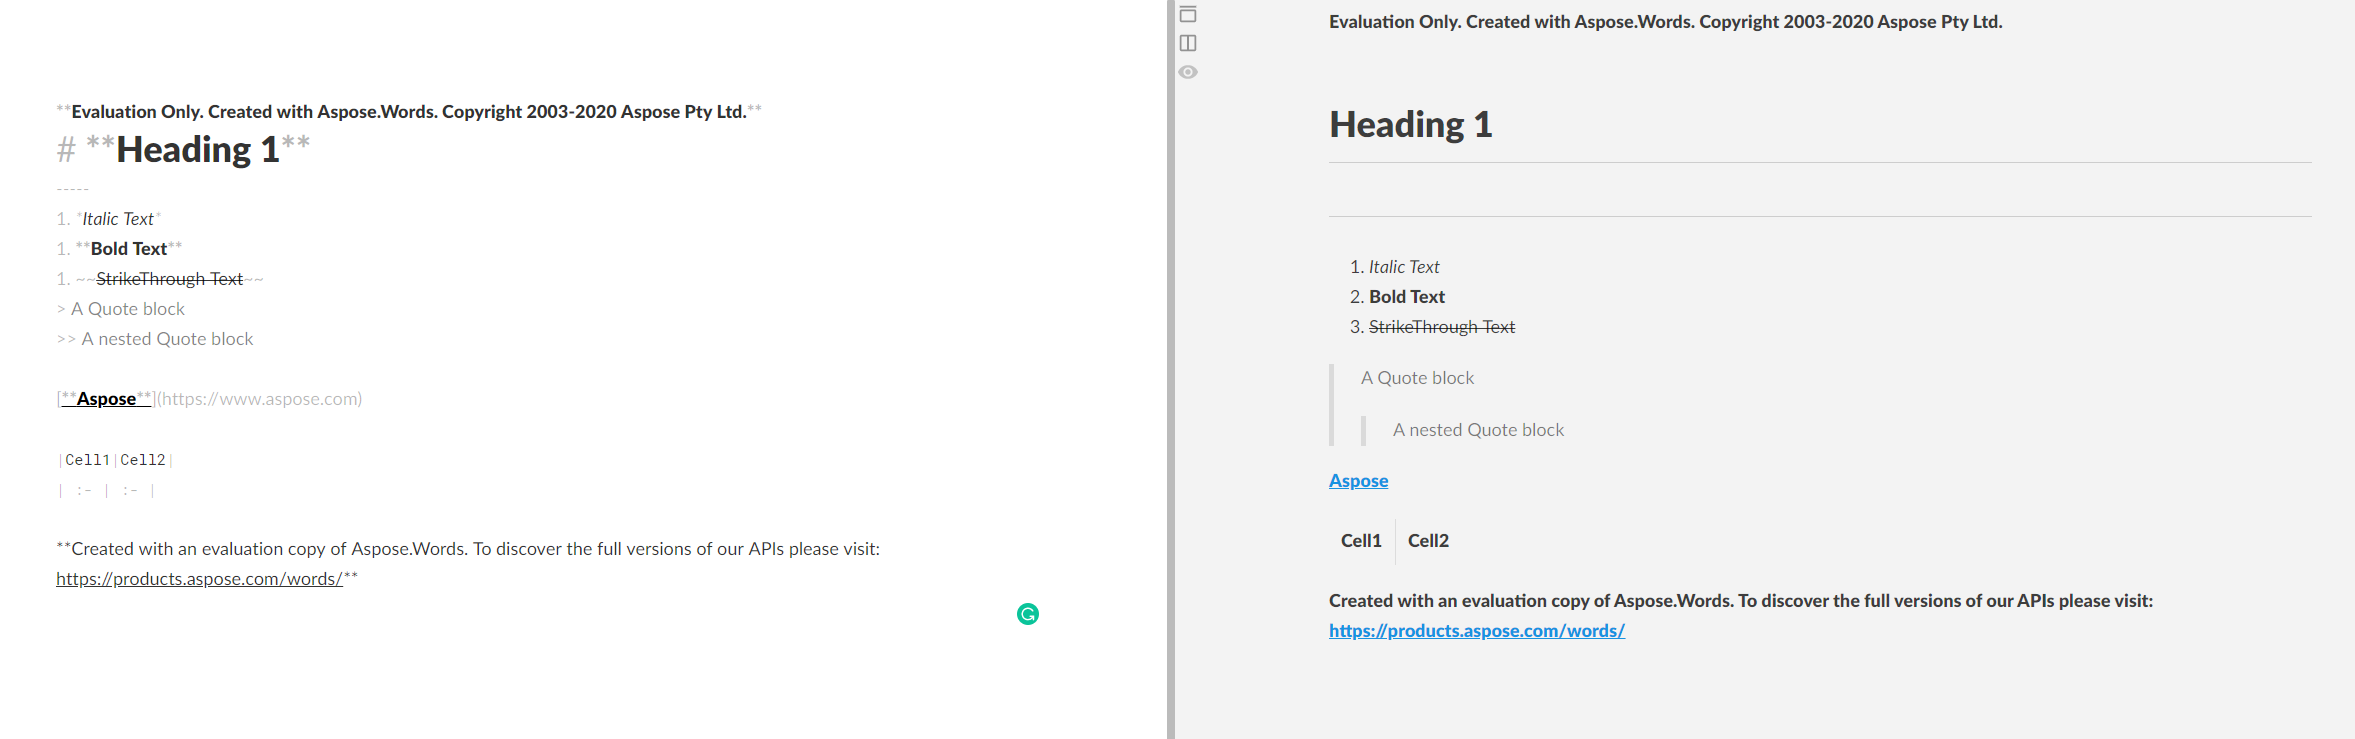 **Evaluation Only. Created with Aspose.Words. Copyright 2003-2020 Aspose Pty Ltd.**
# **Heading 1**
-----
1. *Italic Text*
1. **Bold Text**
1. ~~StrikeThrough Text~~
> A Quote block
>> A nested Quote block
[**Aspose**](https://www.aspose.com)
|Cell1|Cell2|
| :- | :- |
**Created with an evaluation copy of Aspose.Words. To discover the full versions of our APIs please visit:
https://products.aspose.com/words/**
Evaluation Only. Created with Aspose.Words. Copyright 2003-2020 Aspose Pty Ltd.
Heading 1
1. Italic Text
2. Bold Text
3. StrikeThrough Text
A Quote block
A nested Quote block
Aspose
Cell1 Cell2
Created with an evaluation copy of Aspose.Words. To discover the full versions of our APIs please visit:
https://products.aspose.com/words/